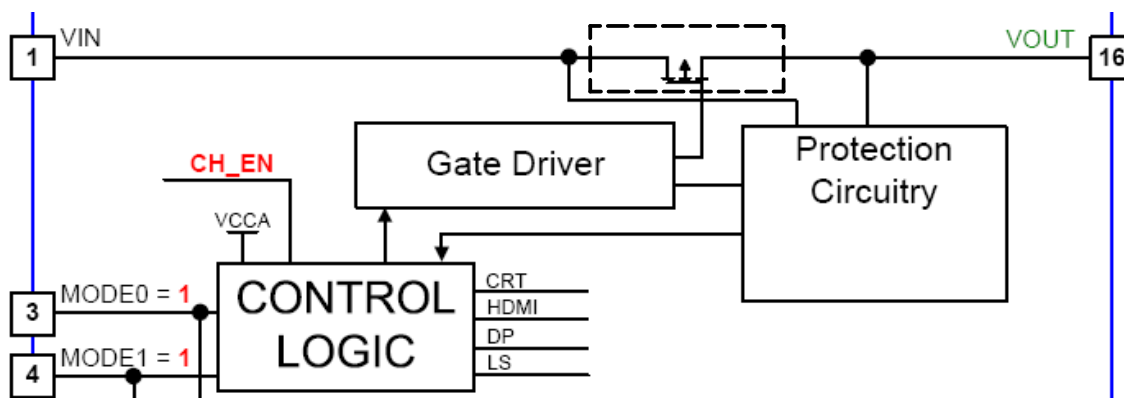 1
VIN
VOUT
16
Gate Driver
Protection
Circuitry
CH_EN
VCCA
3
MODE0 = 1
4
MODE1 = 1
CONTROL
LOGIC
CRT
HDMI
DP
LS